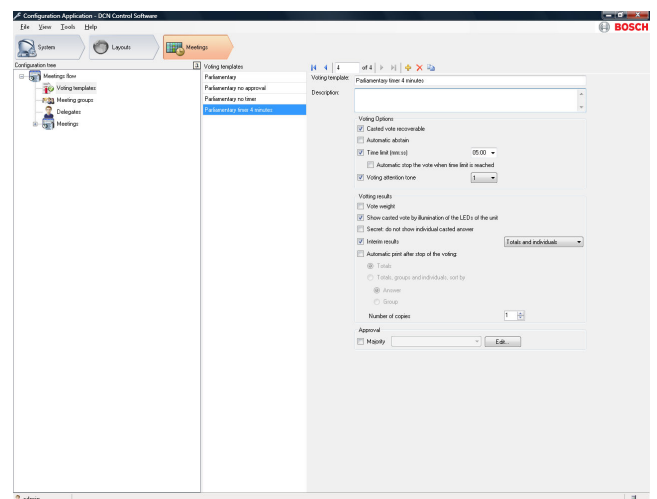 Configuration Application - DCN Control Software
File View Tools Help
BOSCH
System Layouts Meetings
Configuration tree
Meetings flow
Voting templates
Meeting groups
Delegates
Meetings
Voting templates
Parliamentary
Parliamentary no approval
Parliamentary no timer
Parliamentary timer 4 minutes
4 of 4
Voting template: Parliamentary timer 4 minutes
Description:
Voting Options
Casted vote recoverable
Automatic abstain
Time limit (mm:ss) 05:00
Automatic stop the vote when time limit is reached
Voting attention tone 1
Votting results
Vote weight
Show casted vote by illumination of the LEDs of the unit
Secret: do not show individual casted answer
Interim results Totals and individuals
Automatic print after stop of the voting:
Totals
Totals, groups and individuals, sort by
Answer
Group
Number of copies 1
Approval
Majority Edit...
admin